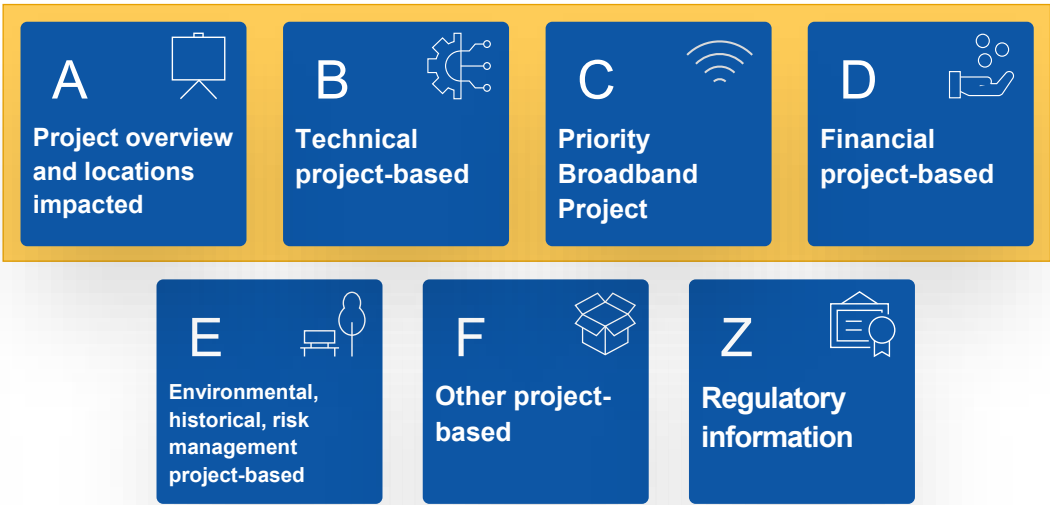 A
Project overview
and locations
impacted
B
Technical
project-based
C
Priority
Broadband
Project
D
Financial
project-based
E
Environmental,
historical, risk
management
project-based
F
Other project-
based
Z
Regulatory
information